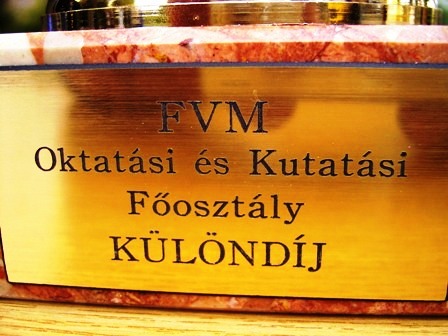 FVM
Oktatási és Kutatási
Főosztály
KÜLÖNDÍJ